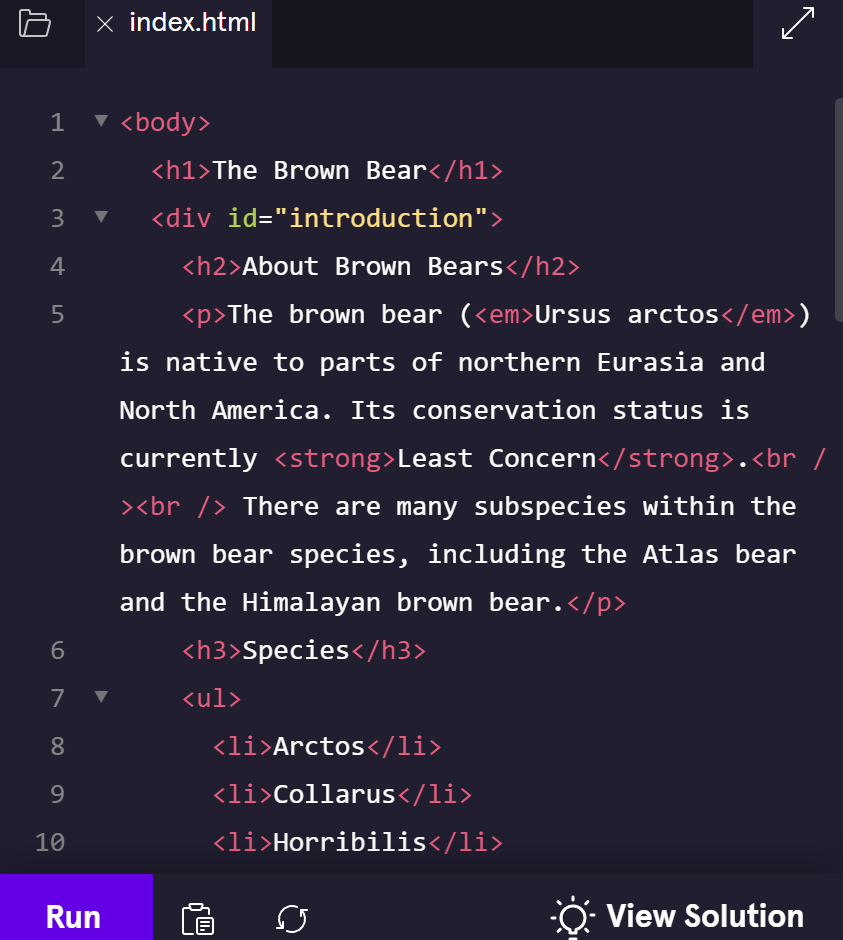 index.html
1 <body>
2 <h1>The Brown Bear</h1>
3 <div id="introduction">
4 <h2>About Brown Bears</h2>
5 <p>The brown bear (<em>Ursus arctos</em>)
is native to parts of northern Eurasia and
North America. Its conservation status is
currently <strong>Least Concern</strong>.<br /
><br /> There are many subspecies within the
brown bear species, including the Atlas bear
and the Himalayan brown bear.</p>
6 <h3>Species</h3>
7 <ul>
8 <li>Arctos</li>
9 <li>Collarus</li>
10 <li>Horribilis</li>
Run View Solution